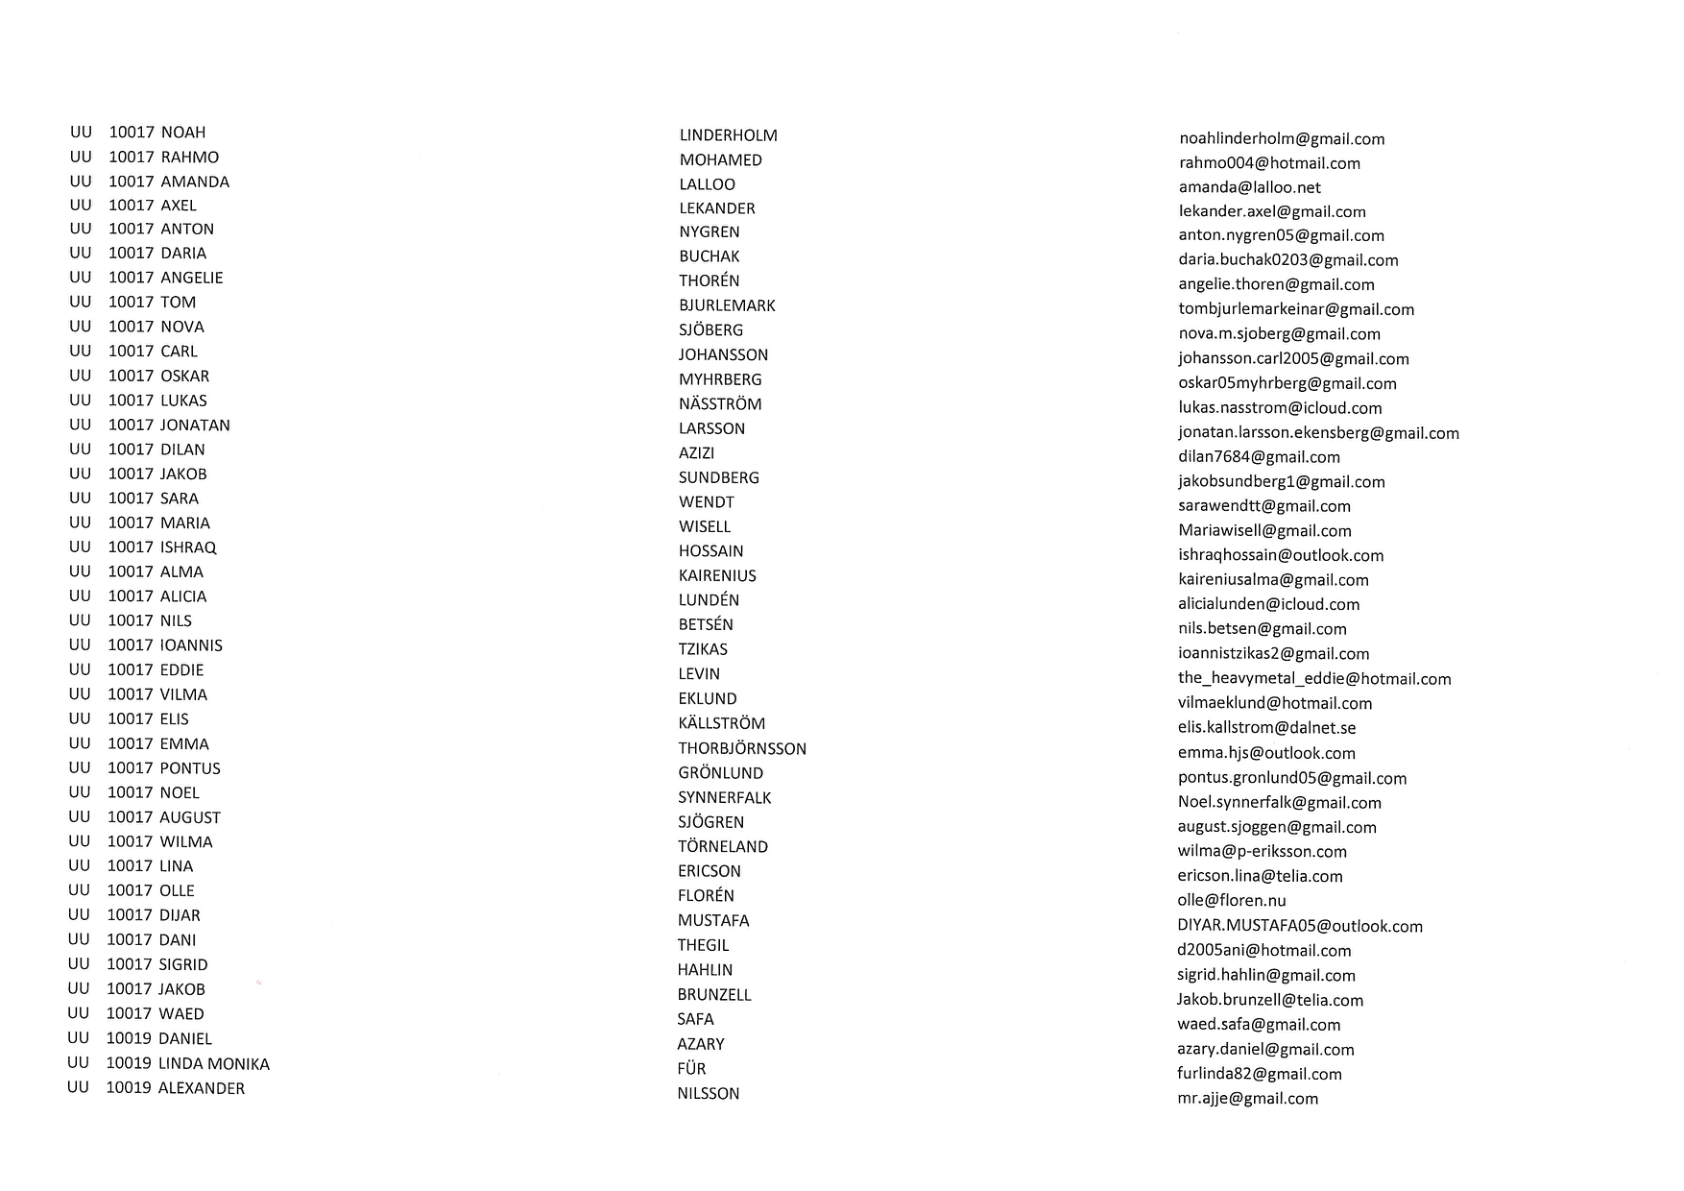 UU 10017 NOAH LINDERHOLM noahlinderholm@gmail.com
UU 10017 RAHMO MOHAMED rahmo004@hotmail.com
UU 10017 AMANDA LALLOO amanda@lalloo.net
UU 10017 AXEL LEKANDER lekander.axel@gmail.com
UU 10017 ANTON NYGREN anton.nygren05@gmail.com
UU 10017 DARIA BUCHAK daria.buchak0203@gmail.com
UU 10017 ANGELIE THORÉN angelie.thoren@gmail.com
UU 10017 TOM BJURLEMARK tombjurlemarkeinar@gmail.com
UU 10017 NOVA SJÖBERG nova.m.sjoberg@gmail.com
UU 10017 CARL JOHANSSON johansson.carl2005@gmail.com
UU 10017 OSKAR MYHRBERG oskar05myhrberg@gmail.com
UU 10017 LUKAS NÄSSTRÖM lukas.nasstrom@icloud.com
UU 10017 JONATAN LARSSON jonatan.larsson.ekensberg@gmail.com
UU 10017 DILAN AZIZI dilan7684@gmail.com
UU 10017 JAKOB SUNDBERG jakobsundberg1@gmail.com
UU 10017 SARA WENDT sarawendtt@gmail.com
UU 10017 MARIA WISELL Mariawisell@gmail.com
UU 10017 ISHRAQ HOSSAIN ishraqhossain@outlook.com
UU 10017 ALMA KAIRENIUS kaireniusalma@gmail.com
UU 10017 ALICIA LUNDÉN alicialunden@icloud.com
UU 10017 NILS BETSÉN nils.betsen@gmail.com
UU 10017 IOANNIS TZIKAS ioannistzikas2@gmail.com
UU 10017 EDDIE LEVIN the_heavymetal_eddie@hotmail.com
UU 10017 VILMA EKLUND vilmaeklund@hotmail.com
UU 10017 ELIS KÄLLSTRÖM elis.kallstrom@dalnet.se
UU 10017 EMMA THORBJÖRNSSON emma.hjs@outlook.com
UU 10017 PONTUS GRÖNLUND pontus.gronlund05@gmail.com
UU 10017 NOEL SYNNERFALK Noel.synnerfalk@gmail.com
UU 10017 AUGUST SJÖGREN august.sjoggen@gmail.com
UU 10017 WILMA TÖRNELAND wilma@p-eriksson.com
UU 10017 LINA ERICSON ericson.lina@telia.com
UU 10017 OLLE FLORÉN olle@floren.nu
UU 10017 DIJAR MUSTAFA DIYAR.MUSTAFA05@outlook.com
UU 10017 DANI THEGIL d2005ani@hotmail.com
UU 10017 SIGRID HAHLIN sigrid.hahlin@gmail.com
UU 10017 JAKOB BRUNZELL Jakob.brunzell@telia.com
UU 10017 WAED SAFA waed.safa@gmail.com
UU 10019 DANIEL AZARY azary.daniel@gmail.com
UU 10019 LINDA MONIKA FÜR furlinda82@gmail.com
UU 10019 ALEXANDER NILSSON mr.ajje@gmail.com